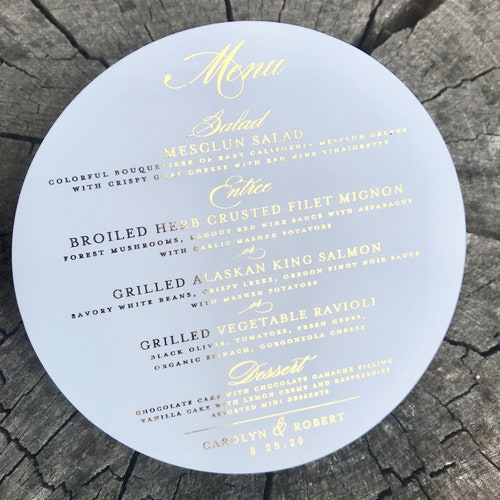 Menu
Salad
MESCLUN SALAD
COLORFUL BOUQUETIERE OF BABY CALIFORNIA MESCLUN GREENS
WITH CRISPY GOAT CHEESE WITH RED WINE VINAIGRETTE
Entree
BROILED HERB CRUSTED FILET MIGNON
FOREST MUSHROOMS, RAGOUT RED WINE SAUCE WITH ASPARAGUS
WITH GARLIC MASHED POTATOES
or
GRILLED ALASKAN KING SALMON
SAVORY WHITE BEANS, CRISPY LEEKS, OREGON PINOT NOIR SAUCE
WITH MASHED POTATOES
or
GRILLED VEGETABLE RAVIOLI
BLACK OLIVES, TOMATOES, FRESH HERBS,
ORGANIC SPINACH, GORGONZOLA CHEESE
Dessert
CHOCOLATE CAKE WITH CHOCOLATE GANACHE FILLING
VANILLA CAKE WITH LEMON CREME AND RASPBERRIES
ASSORTED MINI DESSERTS
CAROLYN & ROBERT
8.25.20